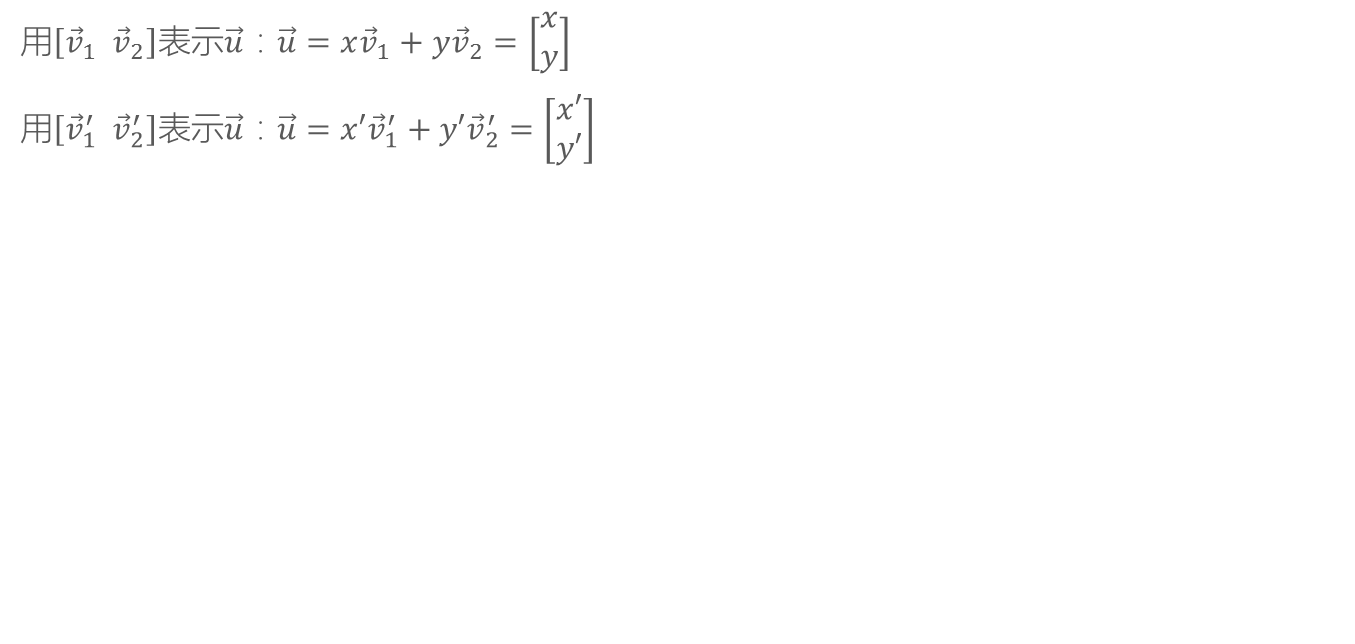 用[v⃗₁ v⃗₂]表示u⃗：u⃗ = xv⃗₁ + yv⃗₂ = [x y]
用[v⃗′₁ v⃗′₂]表示u⃗：u⃗ = x′v⃗′₁ + y′v⃗′₂ = [x′ y′]